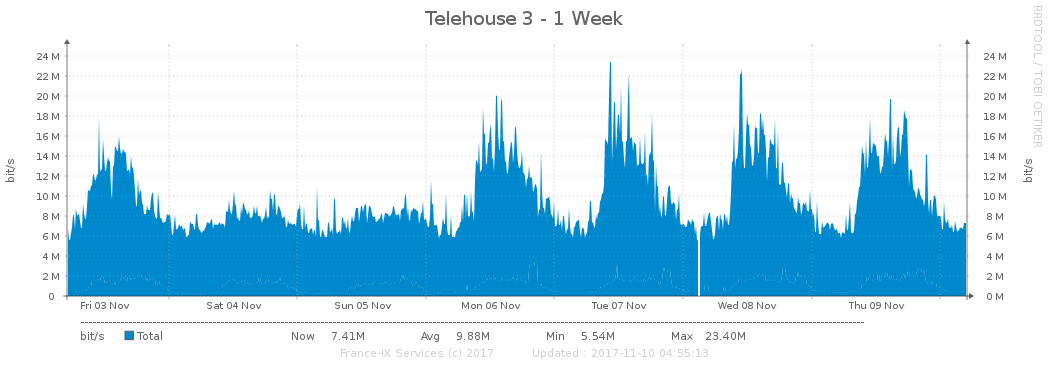 Telehouse 3 - 1 Week
RRDTOOL / TOBI OETIKER
24 M 24 M
22 M 22 M
20 M 20 M
18 M 18 M
16 M 16 M
14 M 14 M
12 M 12 M
10 M 10 M
8 M 8 M
6 M 6 M
4 M 4 M
2 M 2 M
0 0 M
bit/s bit/s
Fri 03 Nov Sat 04 Nov Sun 05 Nov Mon 06 Nov Tue 07 Nov Wed 08 Nov Thu 09 Nov
bit/s Total Now 7.41M Avg 9.88M Min 5.54M Max 23.40M
France-IX Services (c) 2017 Updated : 2017-11-10 04:55:13